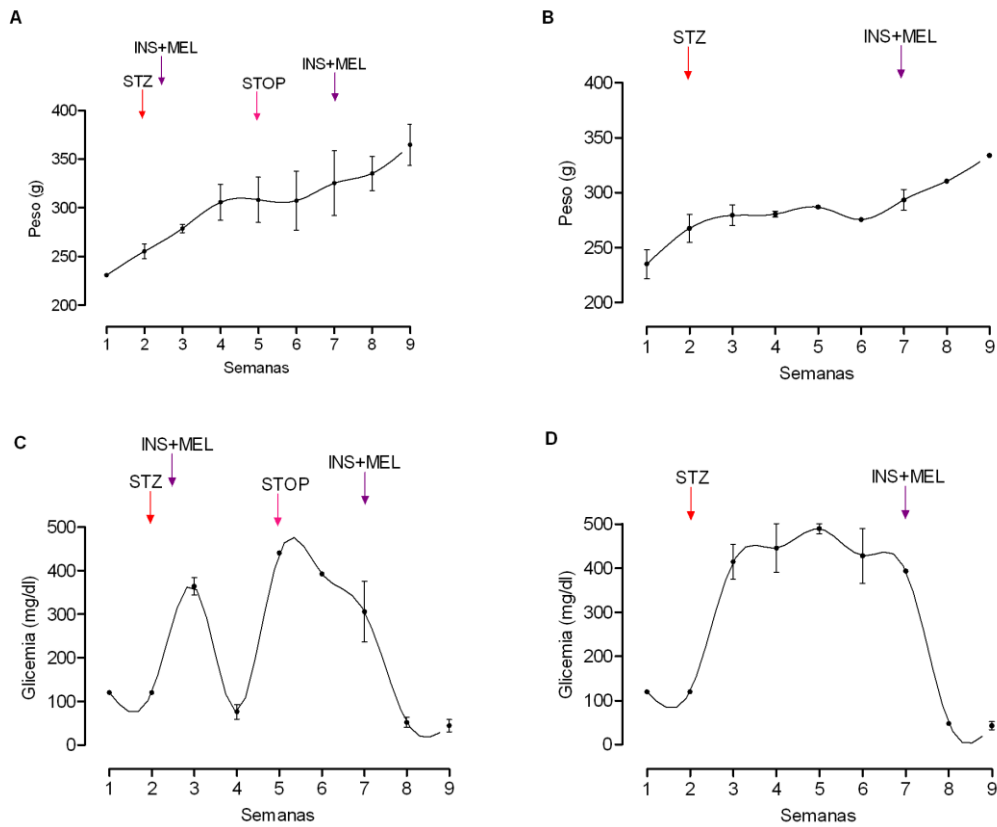 A
INS+MEL
STZ
STOP
INS+MEL
400
350
300
250
200
Peso (g)
1 2 3 4 5 6 7 8 9
Semanas
B
STZ
INS+MEL
400
350
300
250
200
Peso (g)
1 2 3 4 5 6 7 8 9
Semanas
C
INS+MEL
STZ
STOP
INS+MEL
500
400
300
200
100
0
Glicemia (mg/dl)
1 2 3 4 5 6 7 8 9
Semanas
D
STZ
INS+MEL
500
400
300
200
100
0
Glicemia (mg/dl)
1 2 3 4 5 6 7 8 9
Semanas